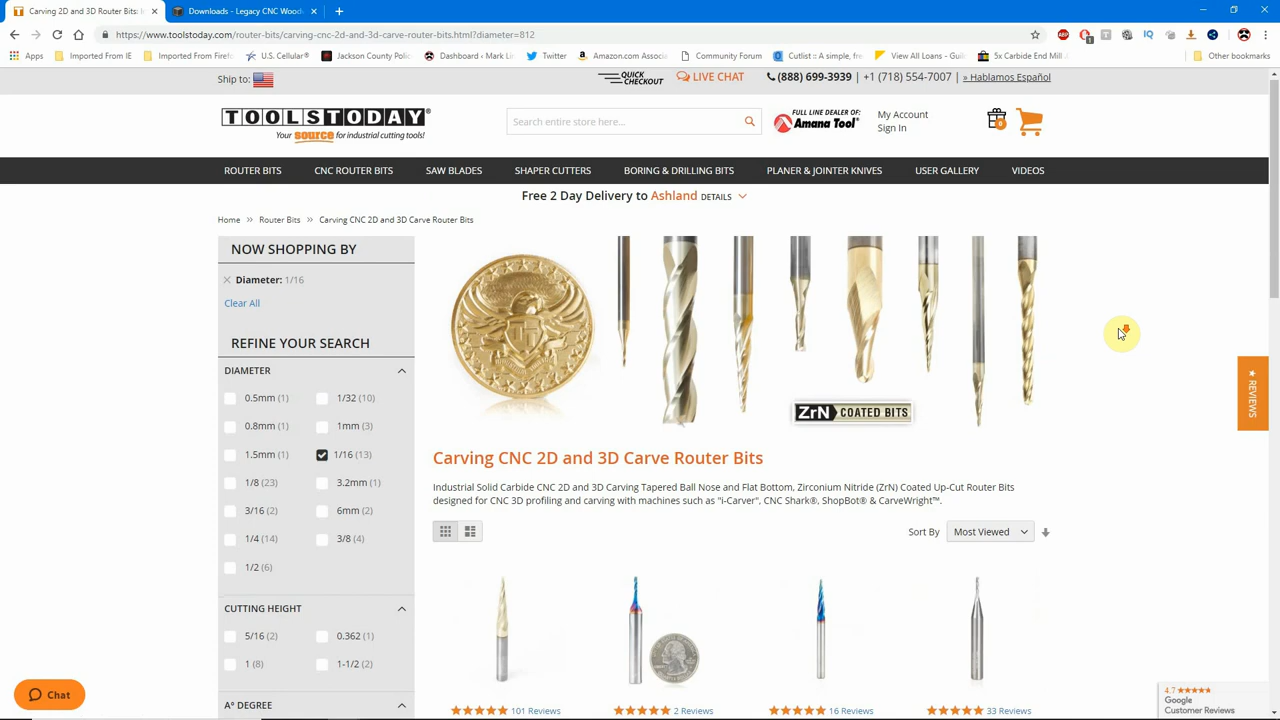 Carving 2D and 3D Router Bits: In
Downloads - Legacy CNC Wood
https://www.toolstoday.com/router-bits/carving-cnc-2d-and-3d-carve-router-bits.html?diameter=812
Apps
Imported From IE
Imported From Firefo
U.S. Cellular®
Jackson County Polic
Dashboard ‹ Mark Lin
Twitter
Amazon.com Associa
Community Forum
Cutlist :: A simple, fr
View All Loans - Guil
5x Carbide End Mill
Other bookmarks
Ship to:
QUICK CHECKOUT
LIVE CHAT
(888) 699-3939 | +1 (718) 554-7007 | » Hablamos Español
TOOLSTODAY®
Your source for industrial cutting tools!
Search entire store here...
FULL LINE DEALER OF:
Amana Tool®
My Account
Sign In
0
ROUTER BITS CNC ROUTER BITS SAW BLADES SHAPER CUTTERS BORING & DRILLING BITS PLANER & JOINTER KNIVES USER GALLERY VIDEOS
Free 2 Day Delivery to Ashland DETAILS
Home » Router Bits » Carving CNC 2D and 3D Carve Router Bits
NOW SHOPPING BY
Diameter: 1/16
Clear All
REFINE YOUR SEARCH
DIAMETER
0.5mm (1) 1/32 (10)
0.8mm (1) 1mm (3)
1.5mm (1) 1/16 (13)
1/8 (23) 3.2mm (1)
3/16 (2) 6mm (2)
1/4 (14) 3/8 (4)
1/2 (6)
CUTTING HEIGHT
5/16 (2) 0.362 (1)
1 (8) 1-1/2 (2)
A° DEGREE
ZrN COATED BITS
Carving CNC 2D and 3D Carve Router Bits
Industrial Solid Carbide CNC 2D and 3D Carving Tapered Ball Nose and Flat Bottom, Zirconium Nitride (ZrN) Coated Up-Cut Router Bits
designed for CNC 3D profiling and carving with machines such as "i-Carver", CNC Shark®, ShopBot® & CarveWright™.
Sort By Most Viewed
101 Reviews
2 Reviews
16 Reviews
33 Reviews
★ REVIEWS
Chat
4.7
Google
Customer Reviews